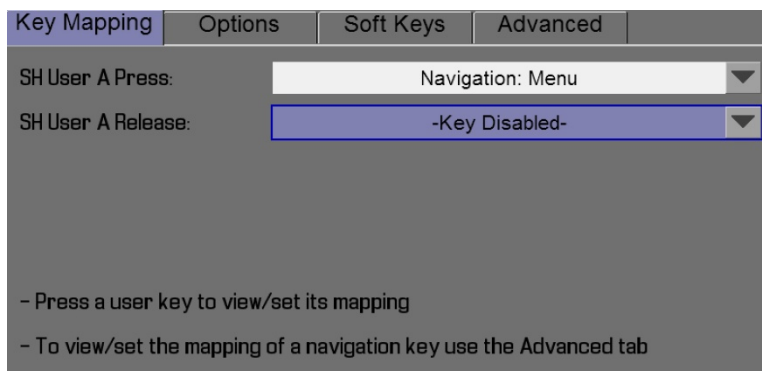 Key Mapping Options Soft Keys Advanced
SH User A Press: Navigation: Menu
SH User A Release: -Key Disabled-
- Press a user key to view/set its mapping
- To view/set the mapping of a navigation key use the Advanced tab